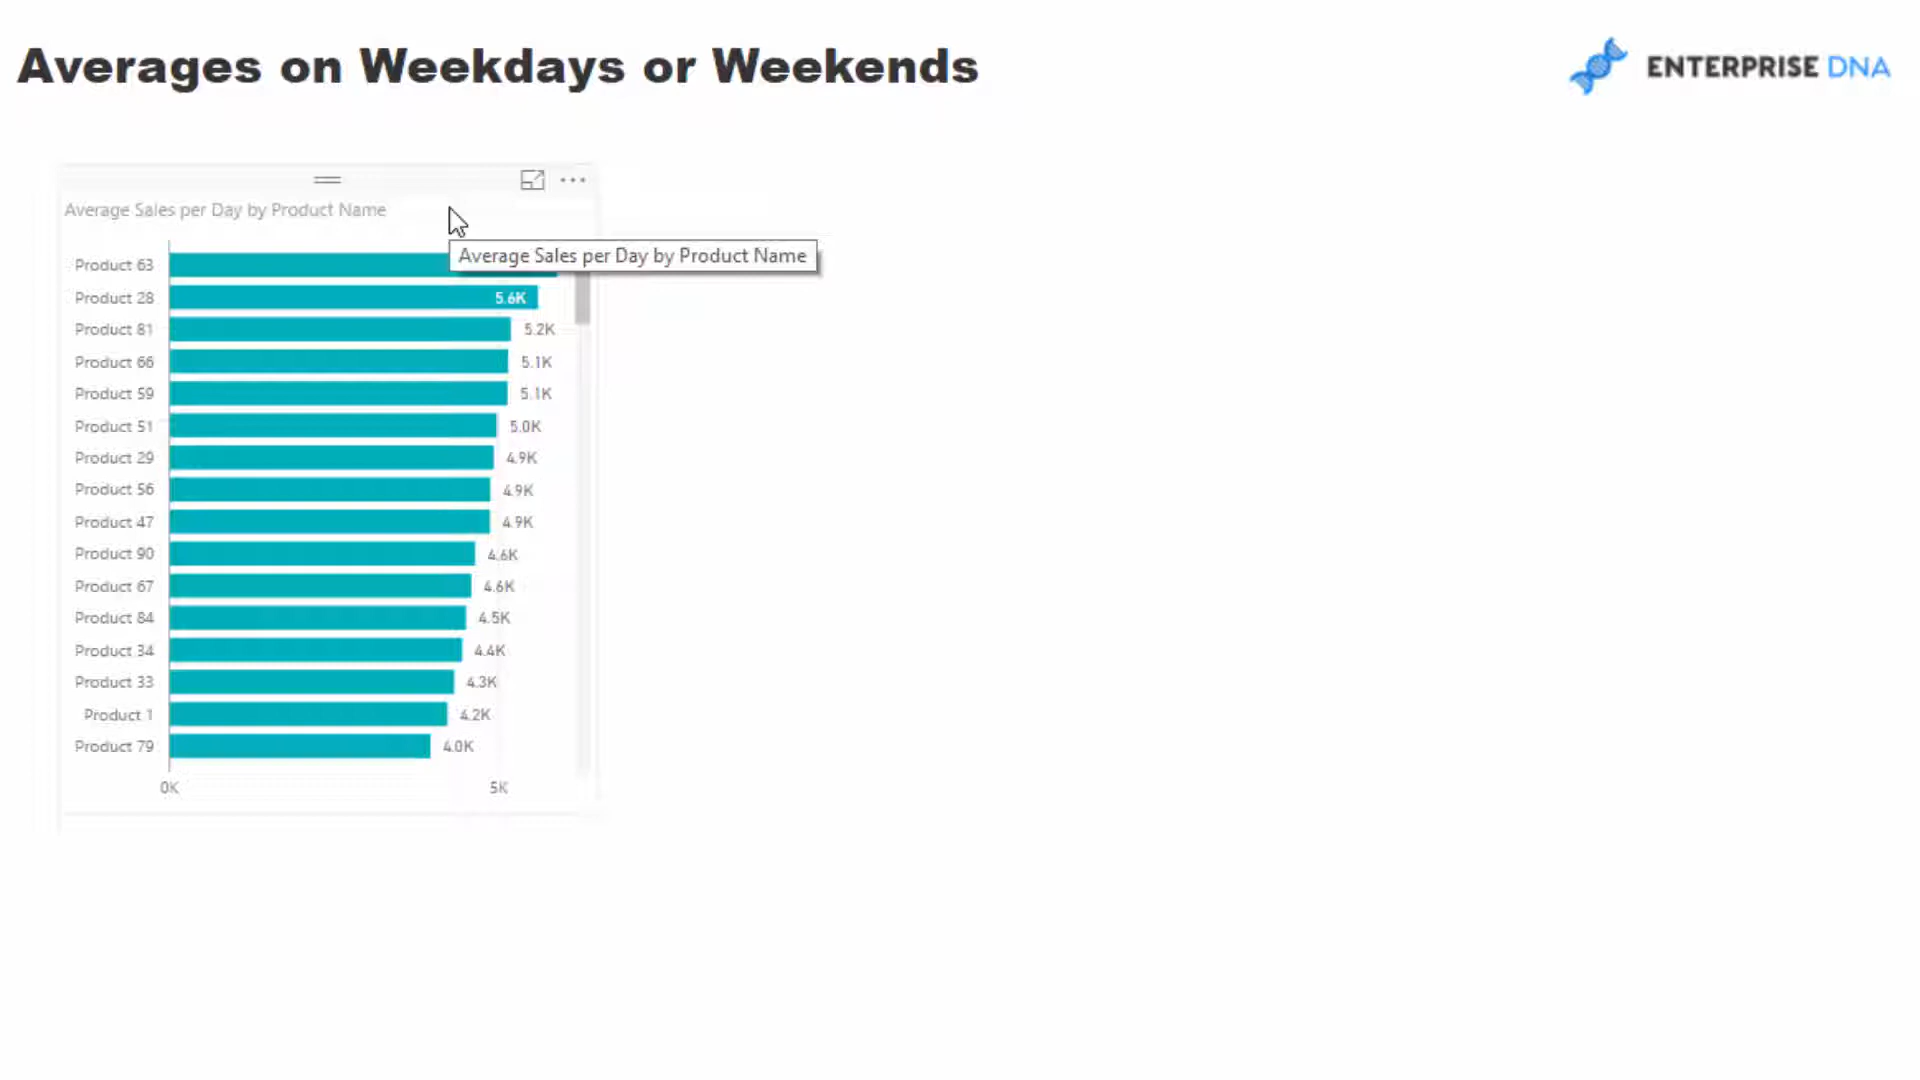 Averages on Weekdays or Weekends
ENTERPRISE DNA
Average Sales per Day by Product Name
Average Sales per Day by Product Name
Product 63
Product 28 5.6K
Product 81 5.2K
Product 66 5.1K
Product 59 5.1K
Product 51 5.0K
Product 29 4.9K
Product 56 4.9K
Product 47 4.9K
Product 90 4.6K
Product 67 4.6K
Product 84 4.5K
Product 34 4.4K
Product 33 4.3K
Product 1 4.2K
Product 79 4.0K
0K 5K